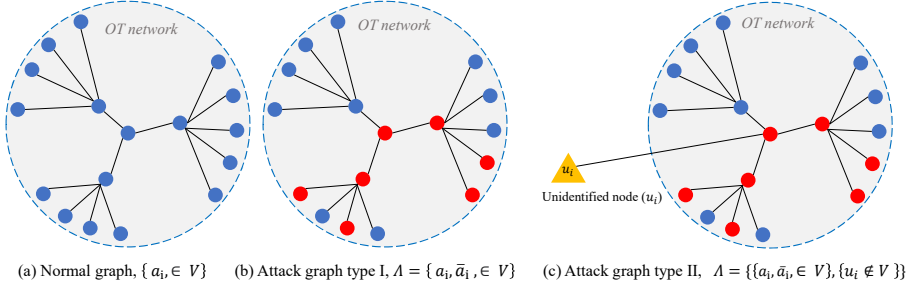 OT network
OT network
OT network
u_i
Unidentified node (u_i)
(a) Normal graph, { a_i, ∈ V}
(b) Attack graph type I, Λ = { a_i, ā_i , ∈ V}
(c) Attack graph type II, Λ = {{a_i, ā_i, ∈ V}, {u_i ∉ V }}